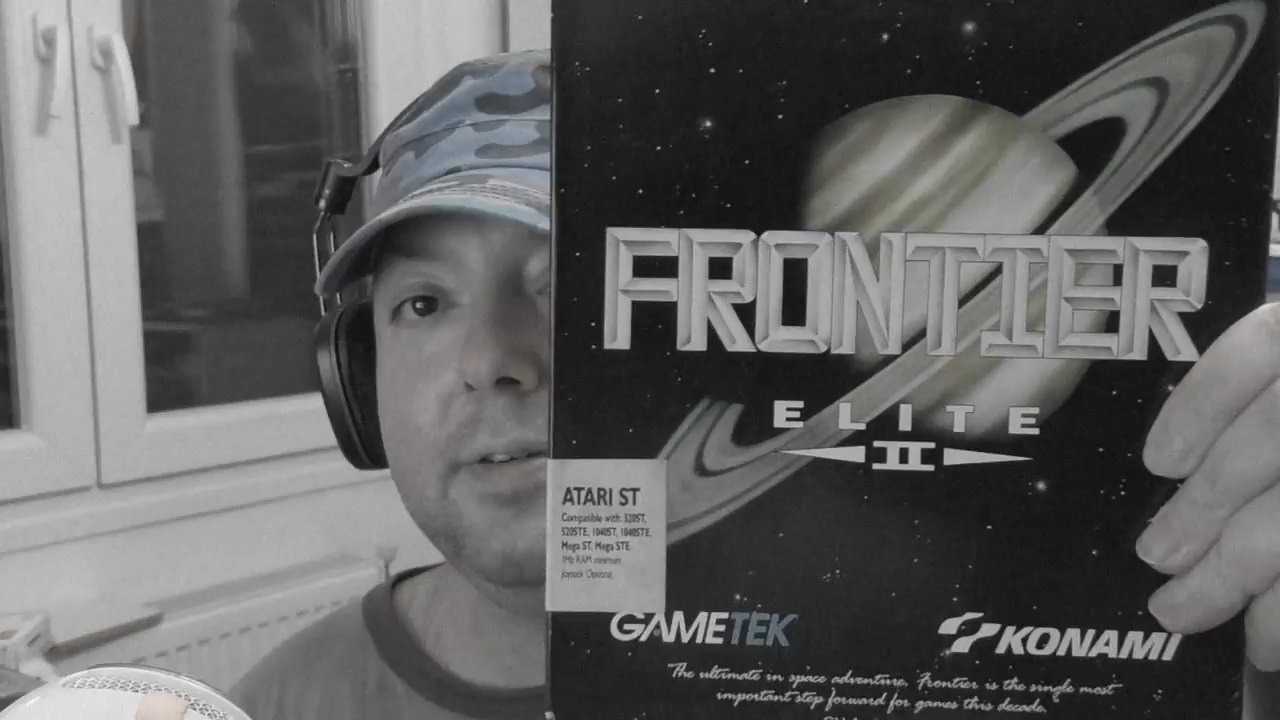 FRONTIER
ELITE
II
ATARI ST
Compatible with: 520ST,
520STE, 1040ST, 1040STE,
Mega ST, Mega STE.
1Mb RAM minimum
Joystick Optional.
GAMETEK
KONAMI
"The ultimate in space adventure. Frontier is the single most
important step forward for games this decade."